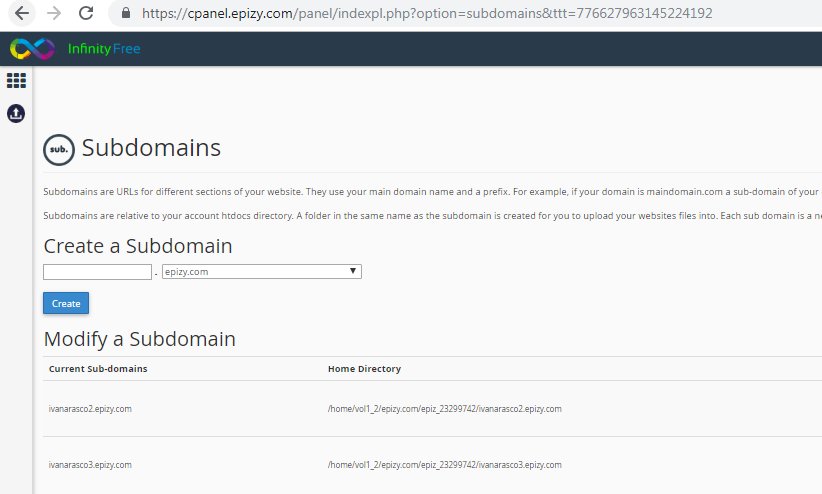 https://cpanel.epizy.com/panel/indexpl.php?option=subdomains&ttt=776627963145224192
InfinityFree
sub. Subdomains
Subdomains are URLs for different sections of your website. They use your main domain name and a prefix. For example, if your domain is maindomain.com a sub-domain of your
Subdomains are relative to your account htdocs directory. A folder in the same name as the subdomain is created for you to upload your websites files into. Each sub domain is a
Create a Subdomain
. epizy.com
Create
Modify a Subdomain
Current Sub-domains Home Directory
ivanarasco2.epizy.com /home/vol1_2/epizy.com/epiz_23299742/ivanarasco2.epizy.com
ivanarasco3.epizy.com /home/vol1_2/epizy.com/epiz_23299742/ivanarasco3.epizy.com